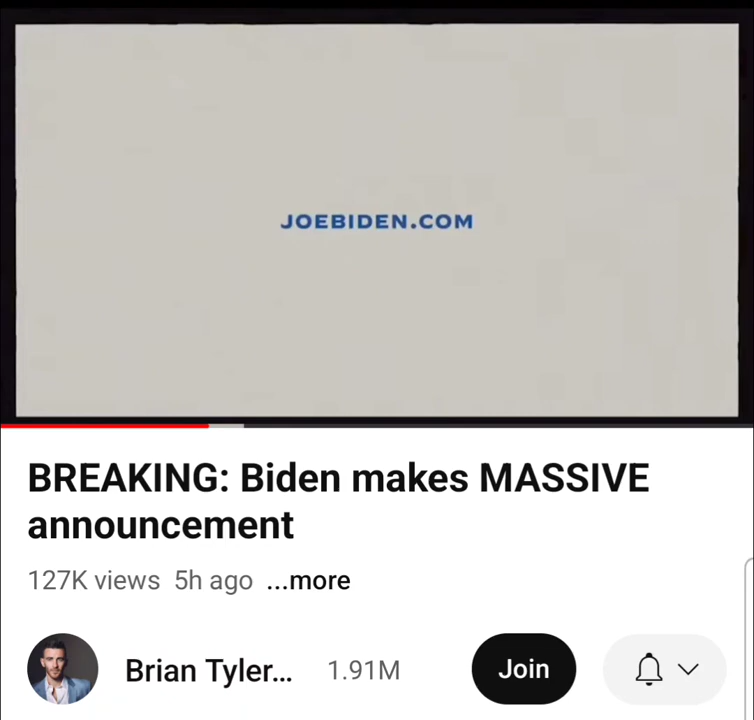 JOEBIDEN.COM
BREAKING: Biden makes MASSIVE
announcement
127K views 5h ago ...more
Brian Tyler... 1.91M Join